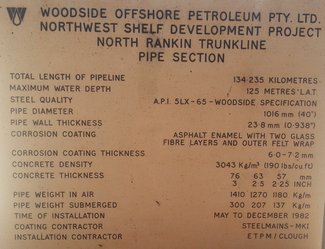 WOODSIDE OFFSHORE PETROLEUM PTY. LTD.
NORTHWEST SHELF DEVELOPMENT PROJECT
NORTH RANKIN TRUNKLINE
PIPE SECTION
TOTAL LENGTH OF PIPELINE 134·235 KILOMETRES
MAXIMUM WATER DEPTH 125 METRES L.A.T
STEEL QUALITY A.P.I. 5LX-65-WOODSIDE SPECIFICATION
PIPE DIAMETER 1016 mm (40")
PIPE WALL THICKNESS 23·8 mm (0·938")
CORROSION COATING ASPHALT ENAMEL WITH TWO GLASS
FIBRE LAYERS AND OUTER FELT WRAP
CORROSION COATING THICKNESS 6·0-7·2 mm
CONCRETE DENSITY 3043 Kg/m³ (190 lbs/cu ft)
CONCRETE THICKNESS 76 63 57 mm
3 2·5 2·25 INCH
PIPE WEIGHT IN AIR 1410 1270 1180 Kg/m
PIPE WEIGHT SUBMERGED 300 207 137 Kg/m
TIME OF INSTALLATION MAY TO DECEMBER 1982
COATING CONTRACTOR STEELMAINS-MKI
INSTALLATION CONTRACTOR ETPM/CLOUGH